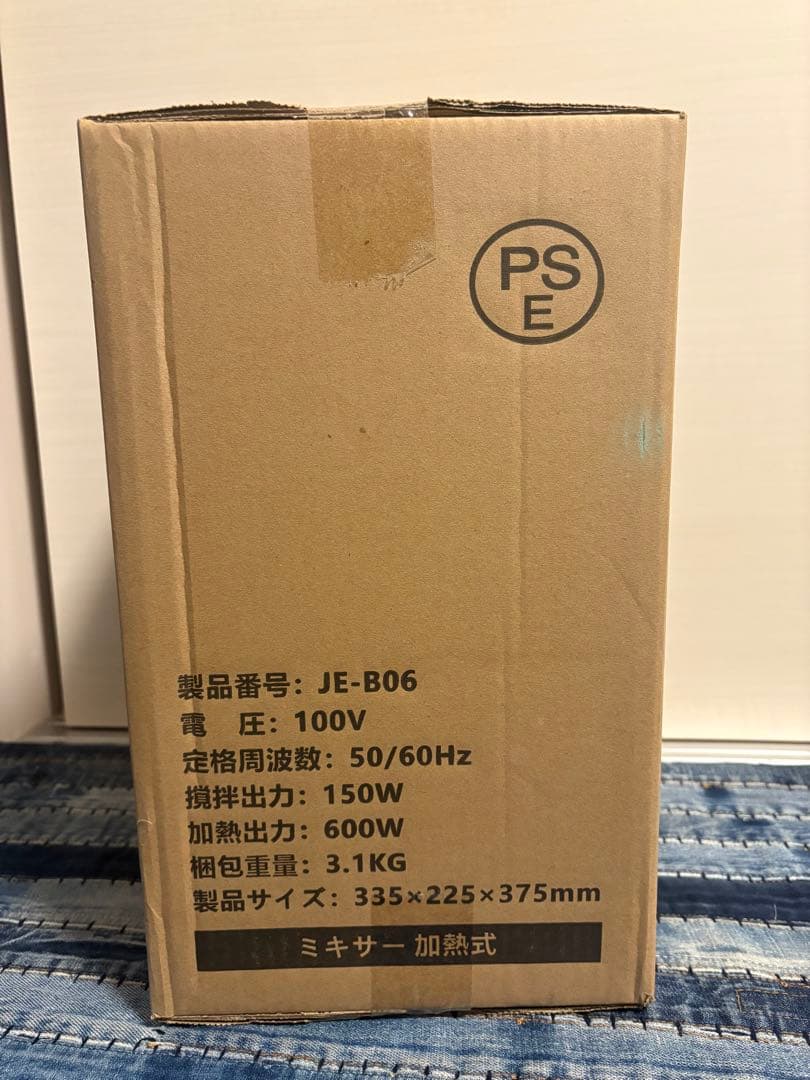 PS
E
製品番号：JE-B06
電　圧：100V
定格周波数：50/60Hz
撹拌出力：150W
加熱出力：600W
梱包重量：3.1KG
製品サイズ：335×225×375mm
ミキサー 加熱式